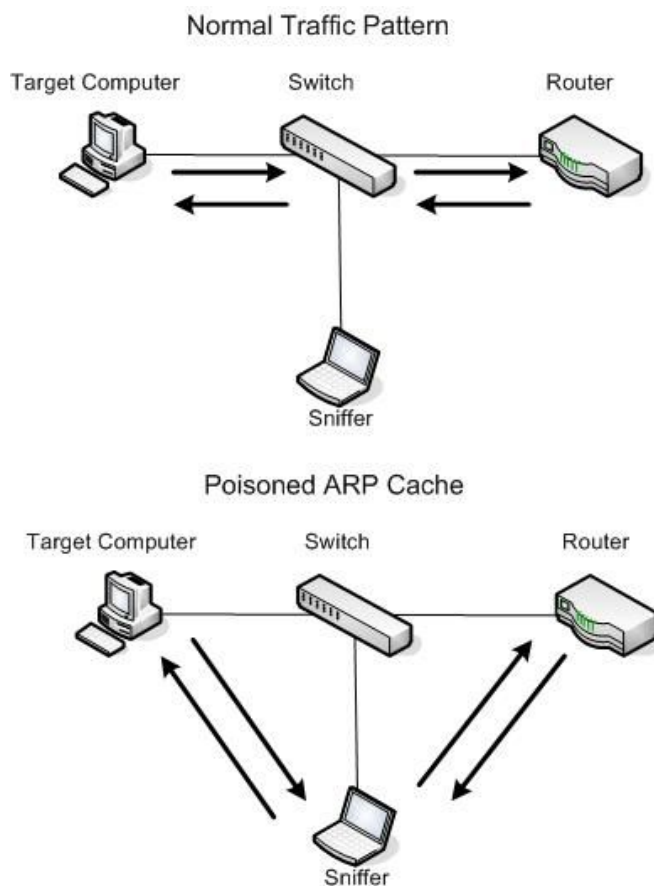 Normal Traffic Pattern
Target Computer
Switch
Router
Sniffer
Poisoned ARP Cache
Target Computer
Switch
Router
Sniffer